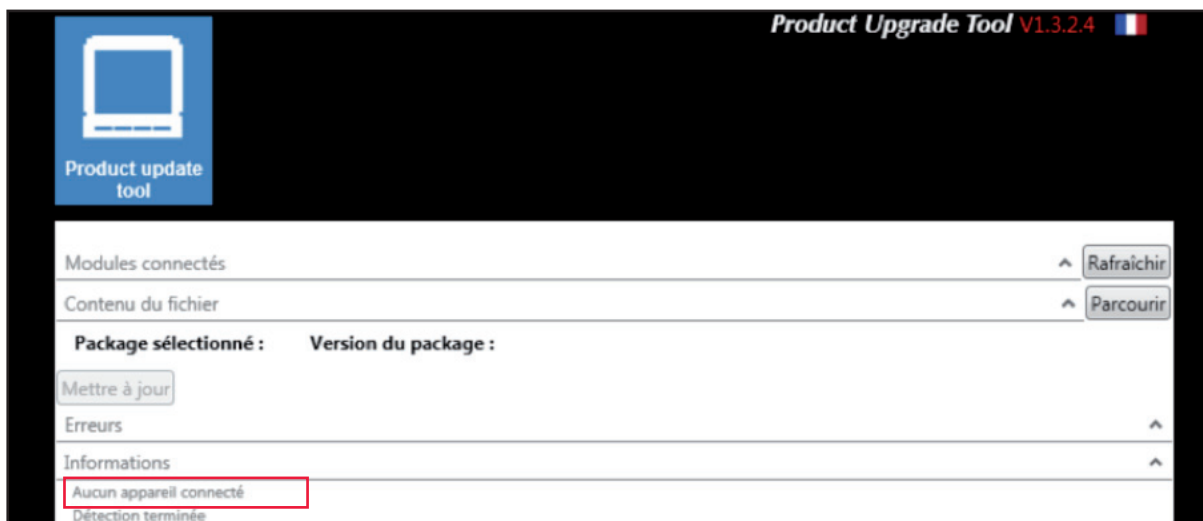 Product Upgrade Tool V1.3.2.4
Product update
tool
Modules connectés
Rafraîchir
Contenu du fichier
Parcourir
Package sélectionné : Version du package :
Mettre à jour
Erreurs
Informations
Aucun appareil connecté
Détection terminée